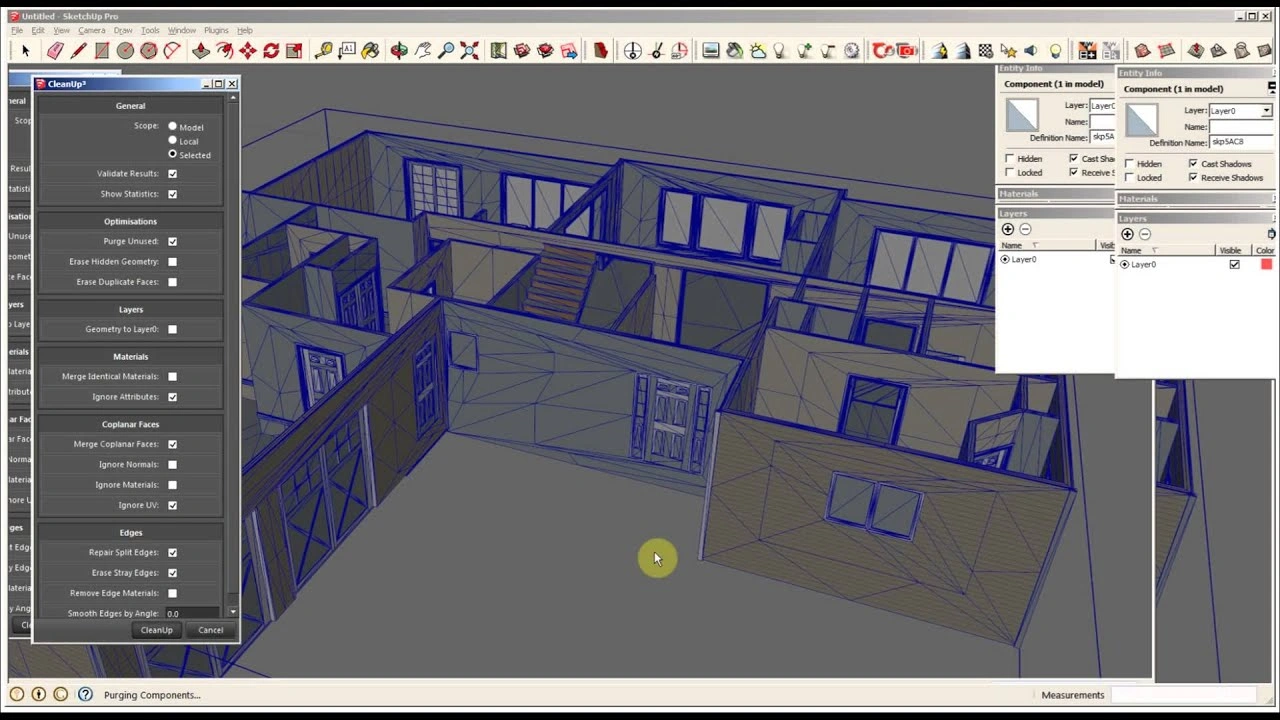 Untitled - SketchUp Pro
File Edit View Camera Draw Tools Window Plugins Help
CleanUp³
General
Scope: Model
Local
Selected
Validate Results:
Show Statistics:
Optimisations
Purge Unused:
Erase Hidden Geometry:
Erase Duplicate Faces:
Layers
Geometry to Layer0:
Materials
Merge Identical Materials:
Ignore Attributes:
Coplanar Faces
Merge Coplanar Faces:
Ignore Normals:
Ignore Materials:
Ignore UV:
Edges
Repair Split Edges:
Erase Stray Edges:
Remove Edge Materials:
Smooth Edges by Angle: 0.0
CleanUp Cancel
Entity Info
Component (1 in model)
Layer: Layer0
Name:
Definition Name: skp5A
Hidden Cast Shad
Locked Receive S
Materials
Layers
Name Visib
Layer0
Entity Info
Component (1 in model)
Layer: Layer0
Name:
Definition Name: skp5AC8
Hidden Cast Shadows
Locked Receive Shadows
Materials
Layers
Name Visible Color
Layer0
Purging Components...
Measurements